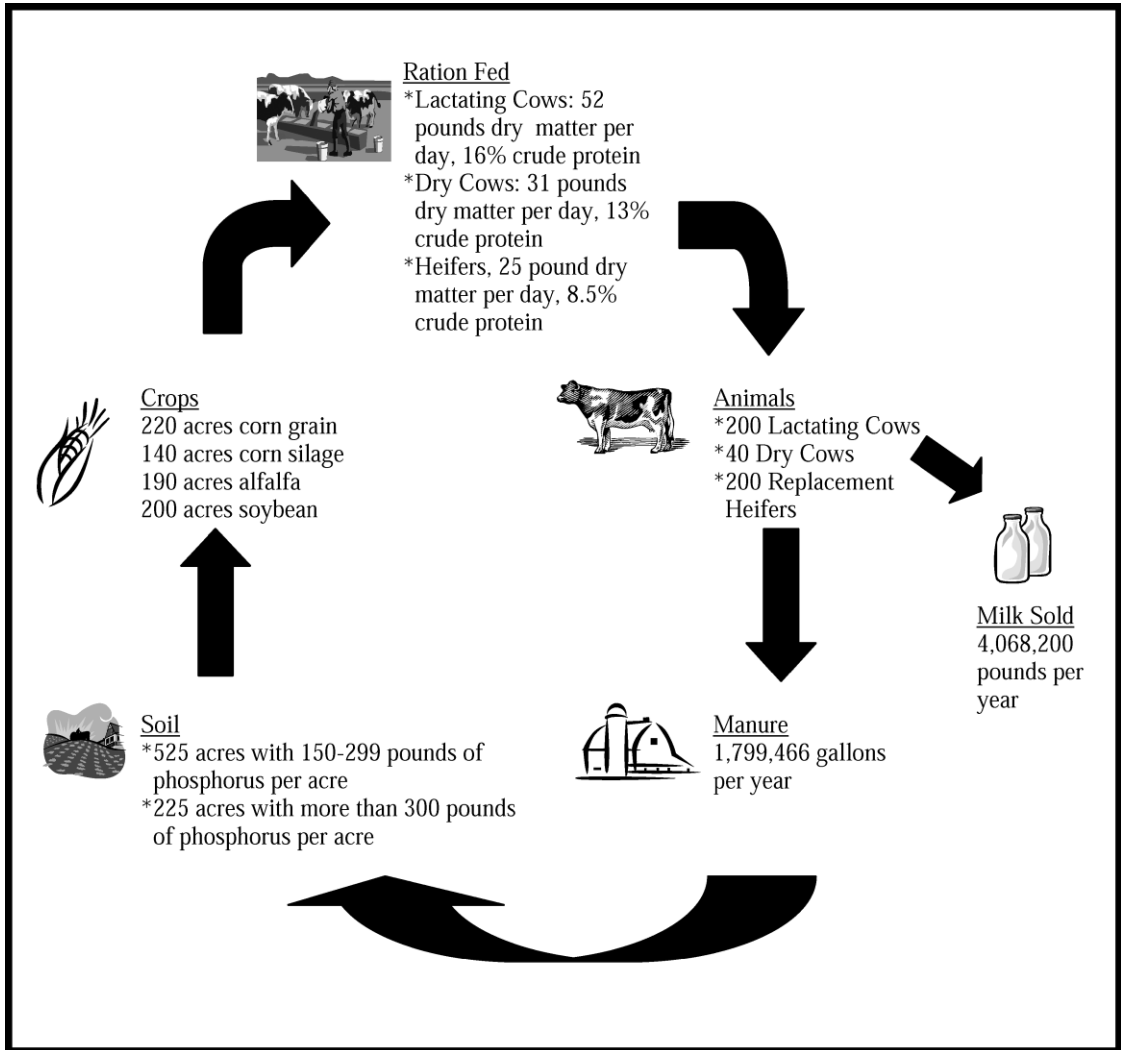 Ration Fed
*Lactating Cows: 52
pounds dry matter per
day, 16% crude protein
*Dry Cows: 31 pounds
dry matter per day, 13%
crude protein
*Heifers, 25 pound dry
matter per day, 8.5%
crude protein
Crops
220 acres corn grain
140 acres corn silage
190 acres alfalfa
200 acres soybean
Animals
*200 Lactating Cows
*40 Dry Cows
*200 Replacement
Heifers
Milk Sold
4,068,200
pounds per
year
Soil
*525 acres with 150-299 pounds of
phosphorus per acre
*225 acres with more than 300 pounds
of phosphorus per acre
Manure
1,799,466 gallons
per year